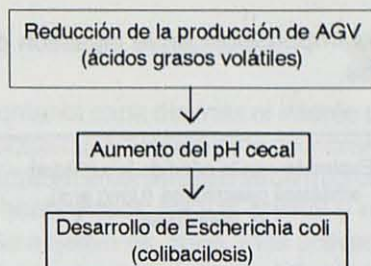 Reducción de la producción de AGV
(ácidos grasos volátiles)
Aumento del pH cecal
Desarrollo de Escherichia coli
(colibacilosis)